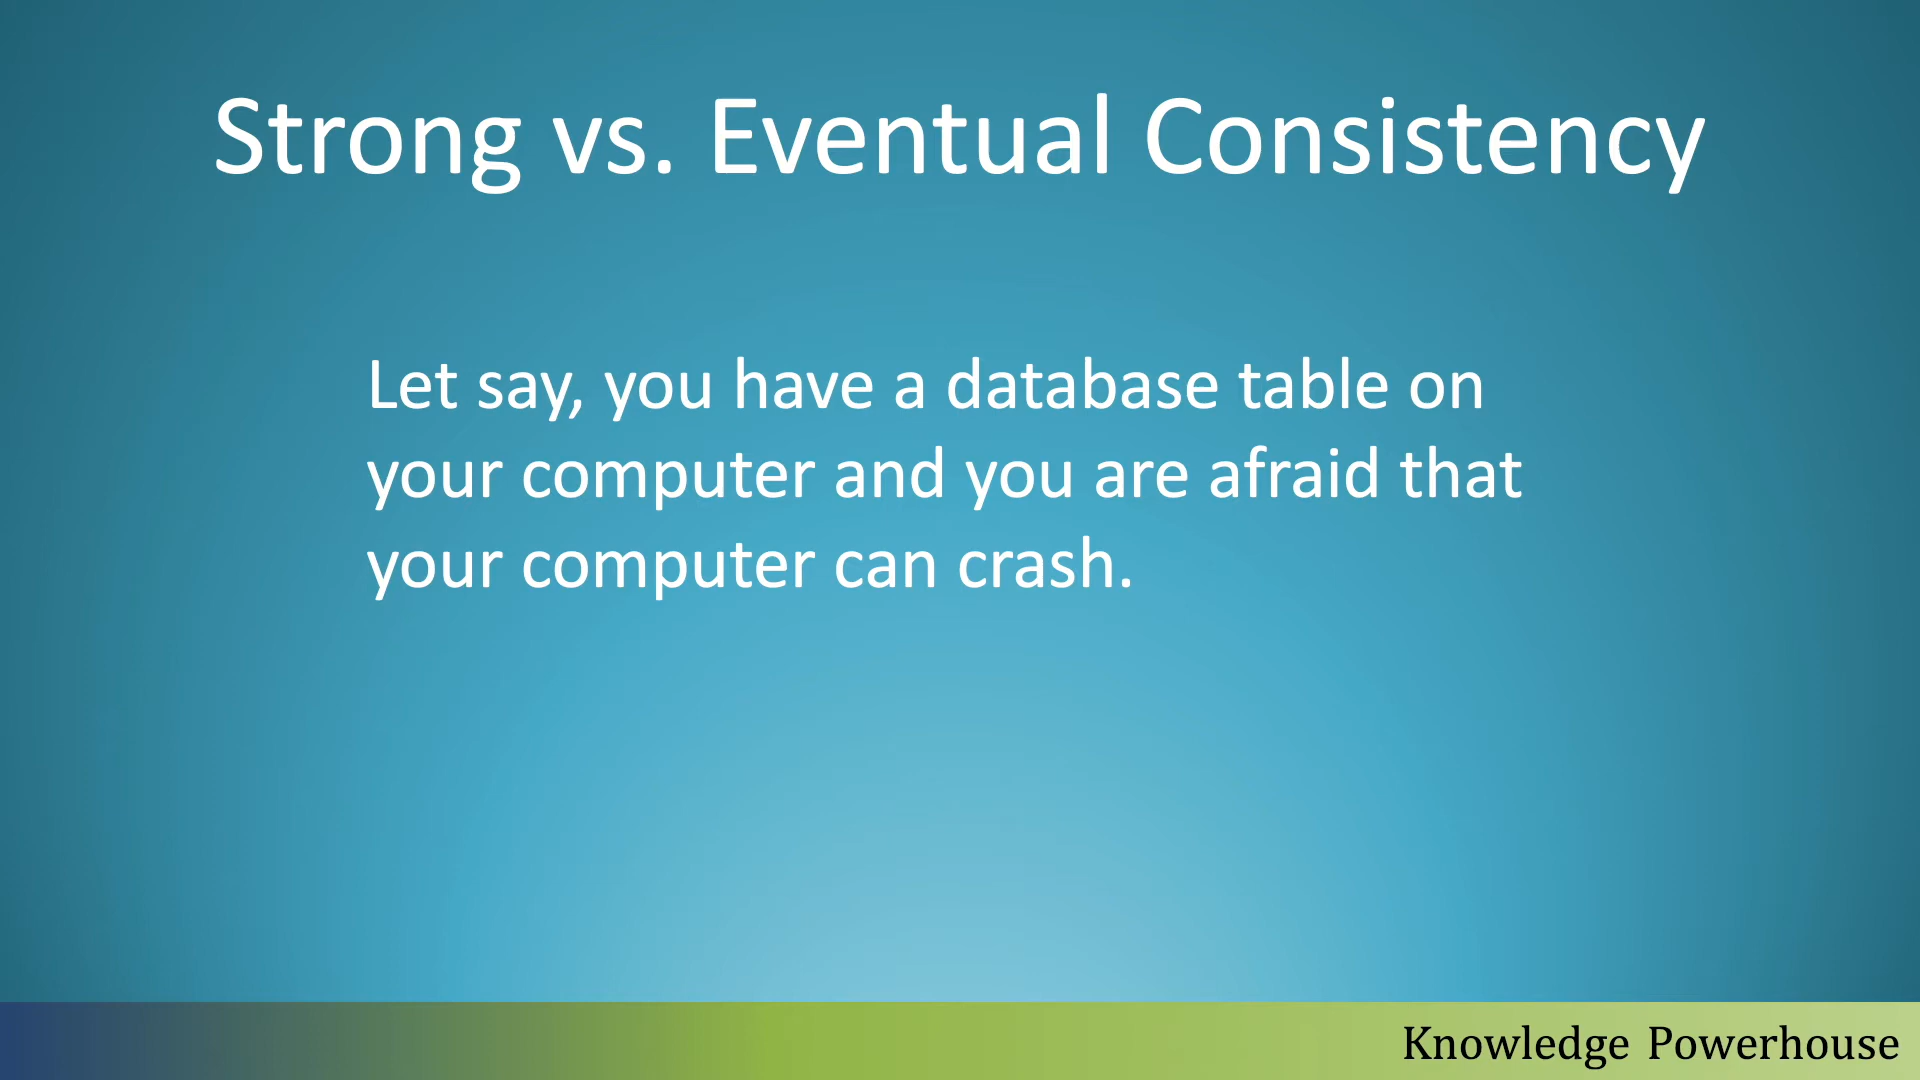 Strong vs. Eventual Consistency
Let say, you have a database table on
your computer and you are afraid that
your computer can crash.
Knowledge Powerhouse